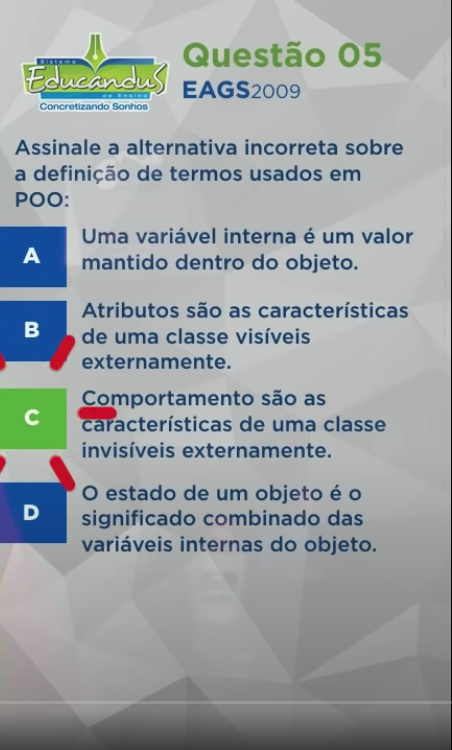 Sistema
EducanduS
de Ensino
Concretizando Sonhos
Questão 05
EAGS2009
Assinale a alternativa incorreta sobre
a definição de termos usados em
POO:
A
Uma variável interna é um valor
mantido dentro do objeto.
B
Atributos são as características
de uma classe visíveis
externamente.
C
Comportamento são as
características de uma classe
invisíveis externamente.
D
O estado de um objeto é o
significado combinado das
variáveis internas do objeto.